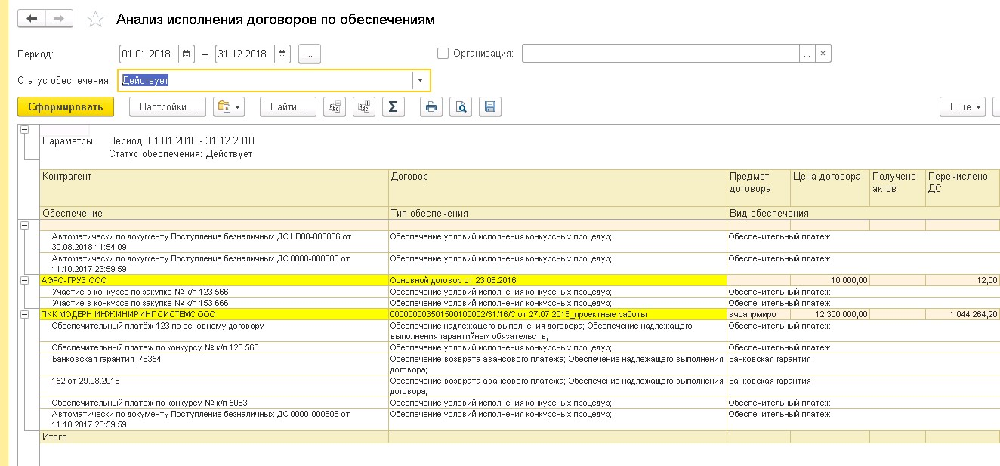 Анализ исполнения договоров по обеспечениям
Период: 01.01.2018 – 31.12.2018 ... Организация: ... ×
Статус обеспечения: Действует
Сформировать Настройки... Найти... Σ Еще
Параметры: Период: 01.01.2018 - 31.12.2018
Статус обеспечения: Действует
Контрагент Договор Предмет договора Цена договора Получено актов Перечислено ДС
Обеспечение Тип обеспечения Вид обеспечения
Автоматически по документу Поступление безналичных ДС НВ00-000006 от Обеспечение условий исполнения конкурсных процедур; Обеспечительный платеж
30.08.2018 11:54:09
Автоматически по документу Поступление безналичных ДС 0000-000806 от Обеспечение условий исполнения конкурсных процедур; Обеспечительный платеж
11.10.2017 23:59:59
АЭРО-ГРУЗ ООО Основной договор от 23.06.2016 10 000,00 12,00
Участие в конкурсе по закупке № к/п 123 566 Обеспечение условий исполнения конкурсных процедур; Обеспечительный платеж
Участие в конкурсе по закупке № к/п 153 666 Обеспечение условий исполнения конкурсных процедур; Обеспечительный платеж
ПКК МОДЕРН ИНЖИНИРИНГ СИСТЕМС ООО 000000003501500100002/31/16/С от 27.07.2016_проектные работы вчсапрмиро 12 300 000,00 1 044 264,20
Обеспечительный платёж 123 по основному договору Обеспечение надлежащего выполнения договора; Обеспечение надлежащего Обеспечительный платеж
выполнения гарантийных обязательств;
Обеспечительный платеж по конкурсу № к/п 123 566 Обеспечение условий исполнения конкурсных процедур; Обеспечительный платеж
Банковская гарантия ;78354 Обеспечение возврата авансового платежа; Обеспечение надлежащего выполнения Банковская гарантия
договора;
152 от 29.08.2018 Обеспечение возврата авансового платежа; Обеспечение надлежащего выполнения Банковская гарантия
договора;
Обеспечительный платеж по конкурсу № к/п 5063 Обеспечение условий исполнения конкурсных процедур; Обеспечительный платеж
Автоматически по документу Поступление безналичных ДС 0000-000806 от Обеспечение условий исполнения конкурсных процедур; Обеспечительный платеж
11.10.2017 23:59:59
Итого